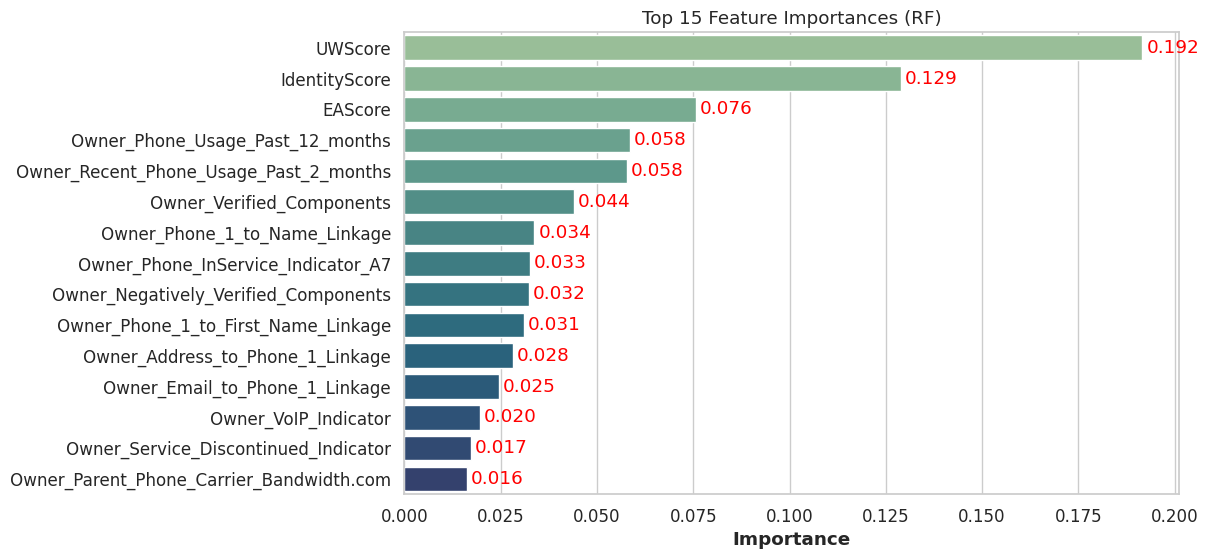 Top 15 Feature Importances (RF)
UWScore 0.192
IdentityScore 0.129
EAScore 0.076
Owner_Phone_Usage_Past_12_months 0.058
Owner_Recent_Phone_Usage_Past_2_months 0.058
Owner_Verified_Components 0.044
Owner_Phone_1_to_Name_Linkage 0.034
Owner_Phone_InService_Indicator_A7 0.033
Owner_Negatively_Verified_Components 0.032
Owner_Phone_1_to_First_Name_Linkage 0.031
Owner_Address_to_Phone_1_Linkage 0.028
Owner_Email_to_Phone_1_Linkage 0.025
Owner_VoIP_Indicator 0.020
Owner_Service_Discontinued_Indicator 0.017
Owner_Parent_Phone_Carrier_Bandwidth.com 0.016
0.000 0.025 0.050 0.075 0.100 0.125 0.150 0.175 0.200
Importance